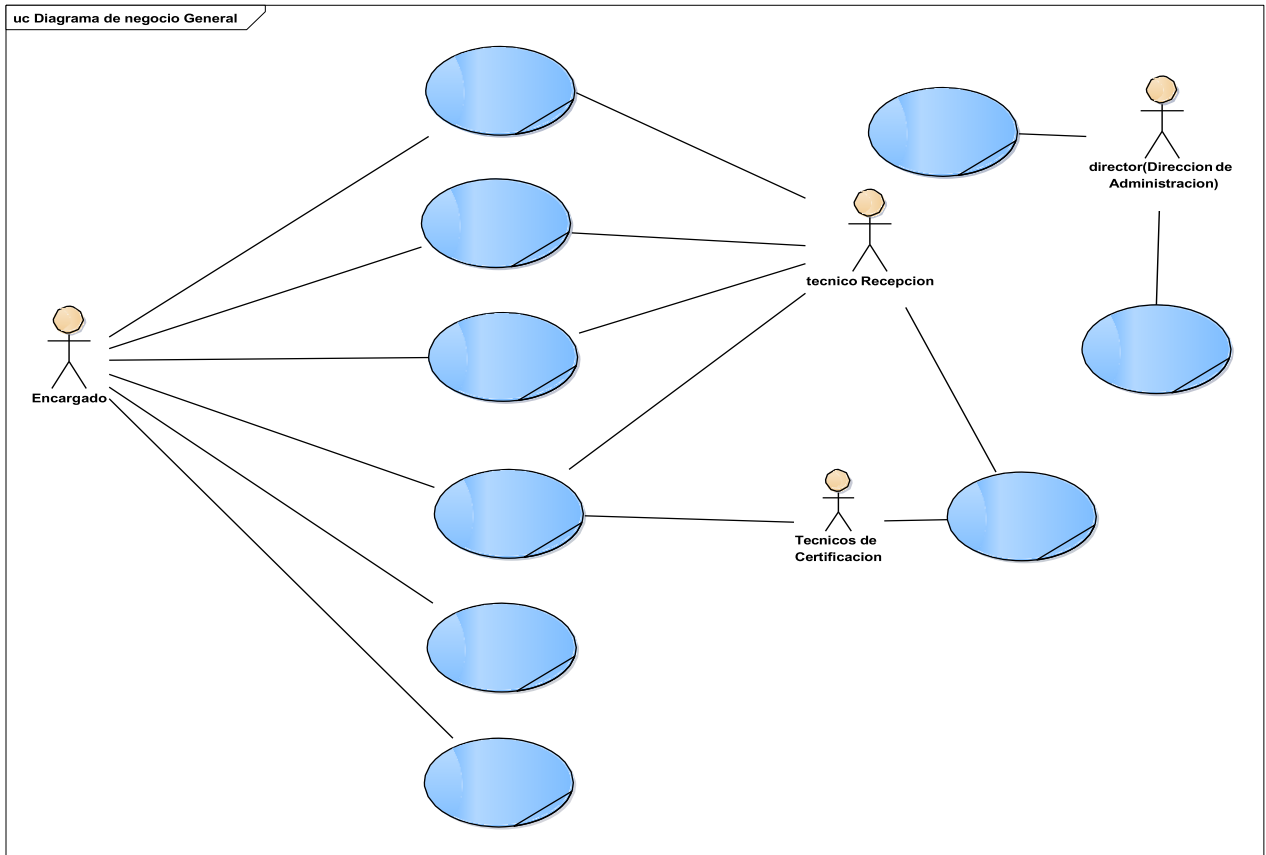 uc Diagrama de negocio General
director(Direccion de
Administracion)
tecnico Recepcion
Encargado
Tecnicos de
Certificacion